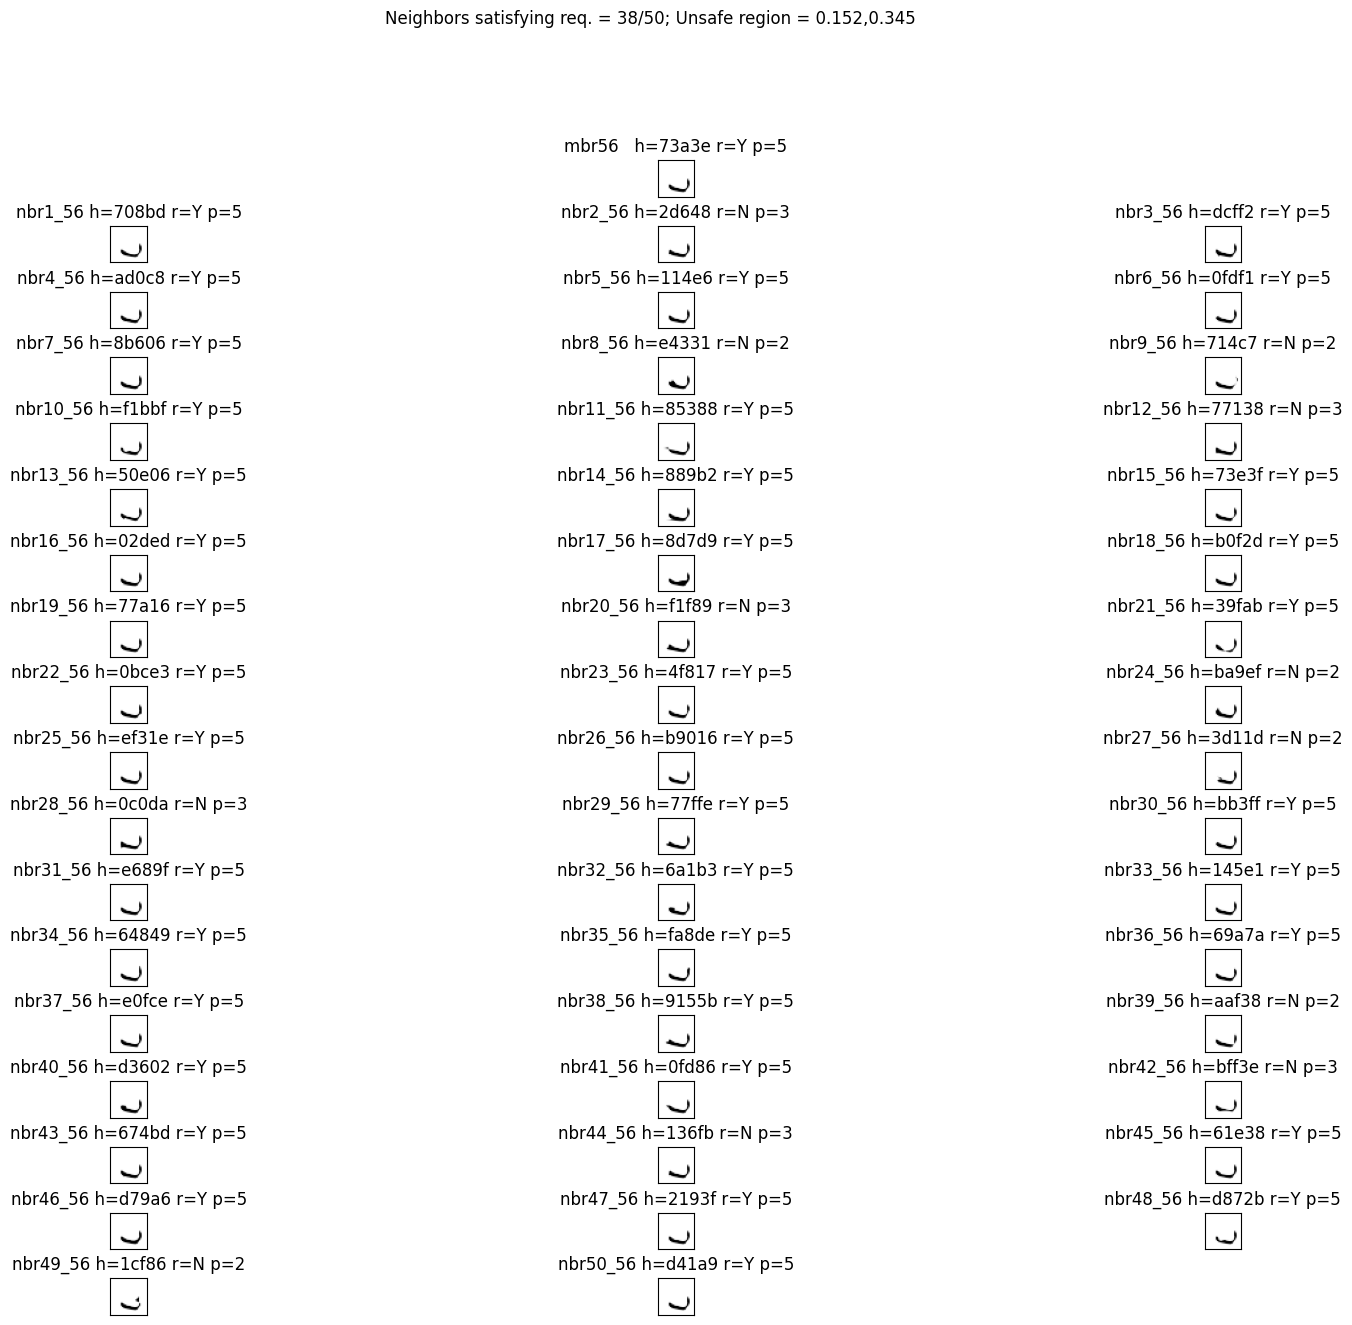 Neighbors satisfying req. = 38/50; Unsafe region = 0.152,0.345
mbr56 h=73a3e r=Y p=5
nbr1_56 h=708bd r=Y p=5
nbr2_56 h=2d648 r=N p=3
nbr3_56 h=dcff2 r=Y p=5
nbr4_56 h=ad0c8 r=Y p=5
nbr5_56 h=114e6 r=Y p=5
nbr6_56 h=0fdf1 r=Y p=5
nbr7_56 h=8b606 r=Y p=5
nbr8_56 h=e4331 r=N p=2
nbr9_56 h=714c7 r=N p=2
nbr10_56 h=f1bbf r=Y p=5
nbr11_56 h=85388 r=Y p=5
nbr12_56 h=77138 r=N p=3
nbr13_56 h=50e06 r=Y p=5
nbr14_56 h=889b2 r=Y p=5
nbr15_56 h=73e3f r=Y p=5
nbr16_56 h=02ded r=Y p=5
nbr17_56 h=8d7d9 r=Y p=5
nbr18_56 h=b0f2d r=Y p=5
nbr19_56 h=77a16 r=Y p=5
nbr20_56 h=f1f89 r=N p=3
nbr21_56 h=39fab r=Y p=5
nbr22_56 h=0bce3 r=Y p=5
nbr23_56 h=4f817 r=Y p=5
nbr24_56 h=ba9ef r=N p=2
nbr25_56 h=ef31e r=Y p=5
nbr26_56 h=b9016 r=Y p=5
nbr27_56 h=3d11d r=N p=2
nbr28_56 h=0c0da r=N p=3
nbr29_56 h=77ffe r=Y p=5
nbr30_56 h=bb3ff r=Y p=5
nbr31_56 h=e689f r=Y p=5
nbr32_56 h=6a1b3 r=Y p=5
nbr33_56 h=145e1 r=Y p=5
nbr34_56 h=64849 r=Y p=5
nbr35_56 h=fa8de r=Y p=5
nbr36_56 h=69a7a r=Y p=5
nbr37_56 h=e0fce r=Y p=5
nbr38_56 h=9155b r=Y p=5
nbr39_56 h=aaf38 r=N p=2
nbr40_56 h=d3602 r=Y p=5
nbr41_56 h=0fd86 r=Y p=5
nbr42_56 h=bff3e r=N p=3
nbr43_56 h=674bd r=Y p=5
nbr44_56 h=136fb r=N p=3
nbr45_56 h=61e38 r=Y p=5
nbr46_56 h=d79a6 r=Y p=5
nbr47_56 h=2193f r=Y p=5
nbr48_56 h=d872b r=Y p=5
nbr49_56 h=1cf86 r=N p=2
nbr50_56 h=d41a9 r=Y p=5